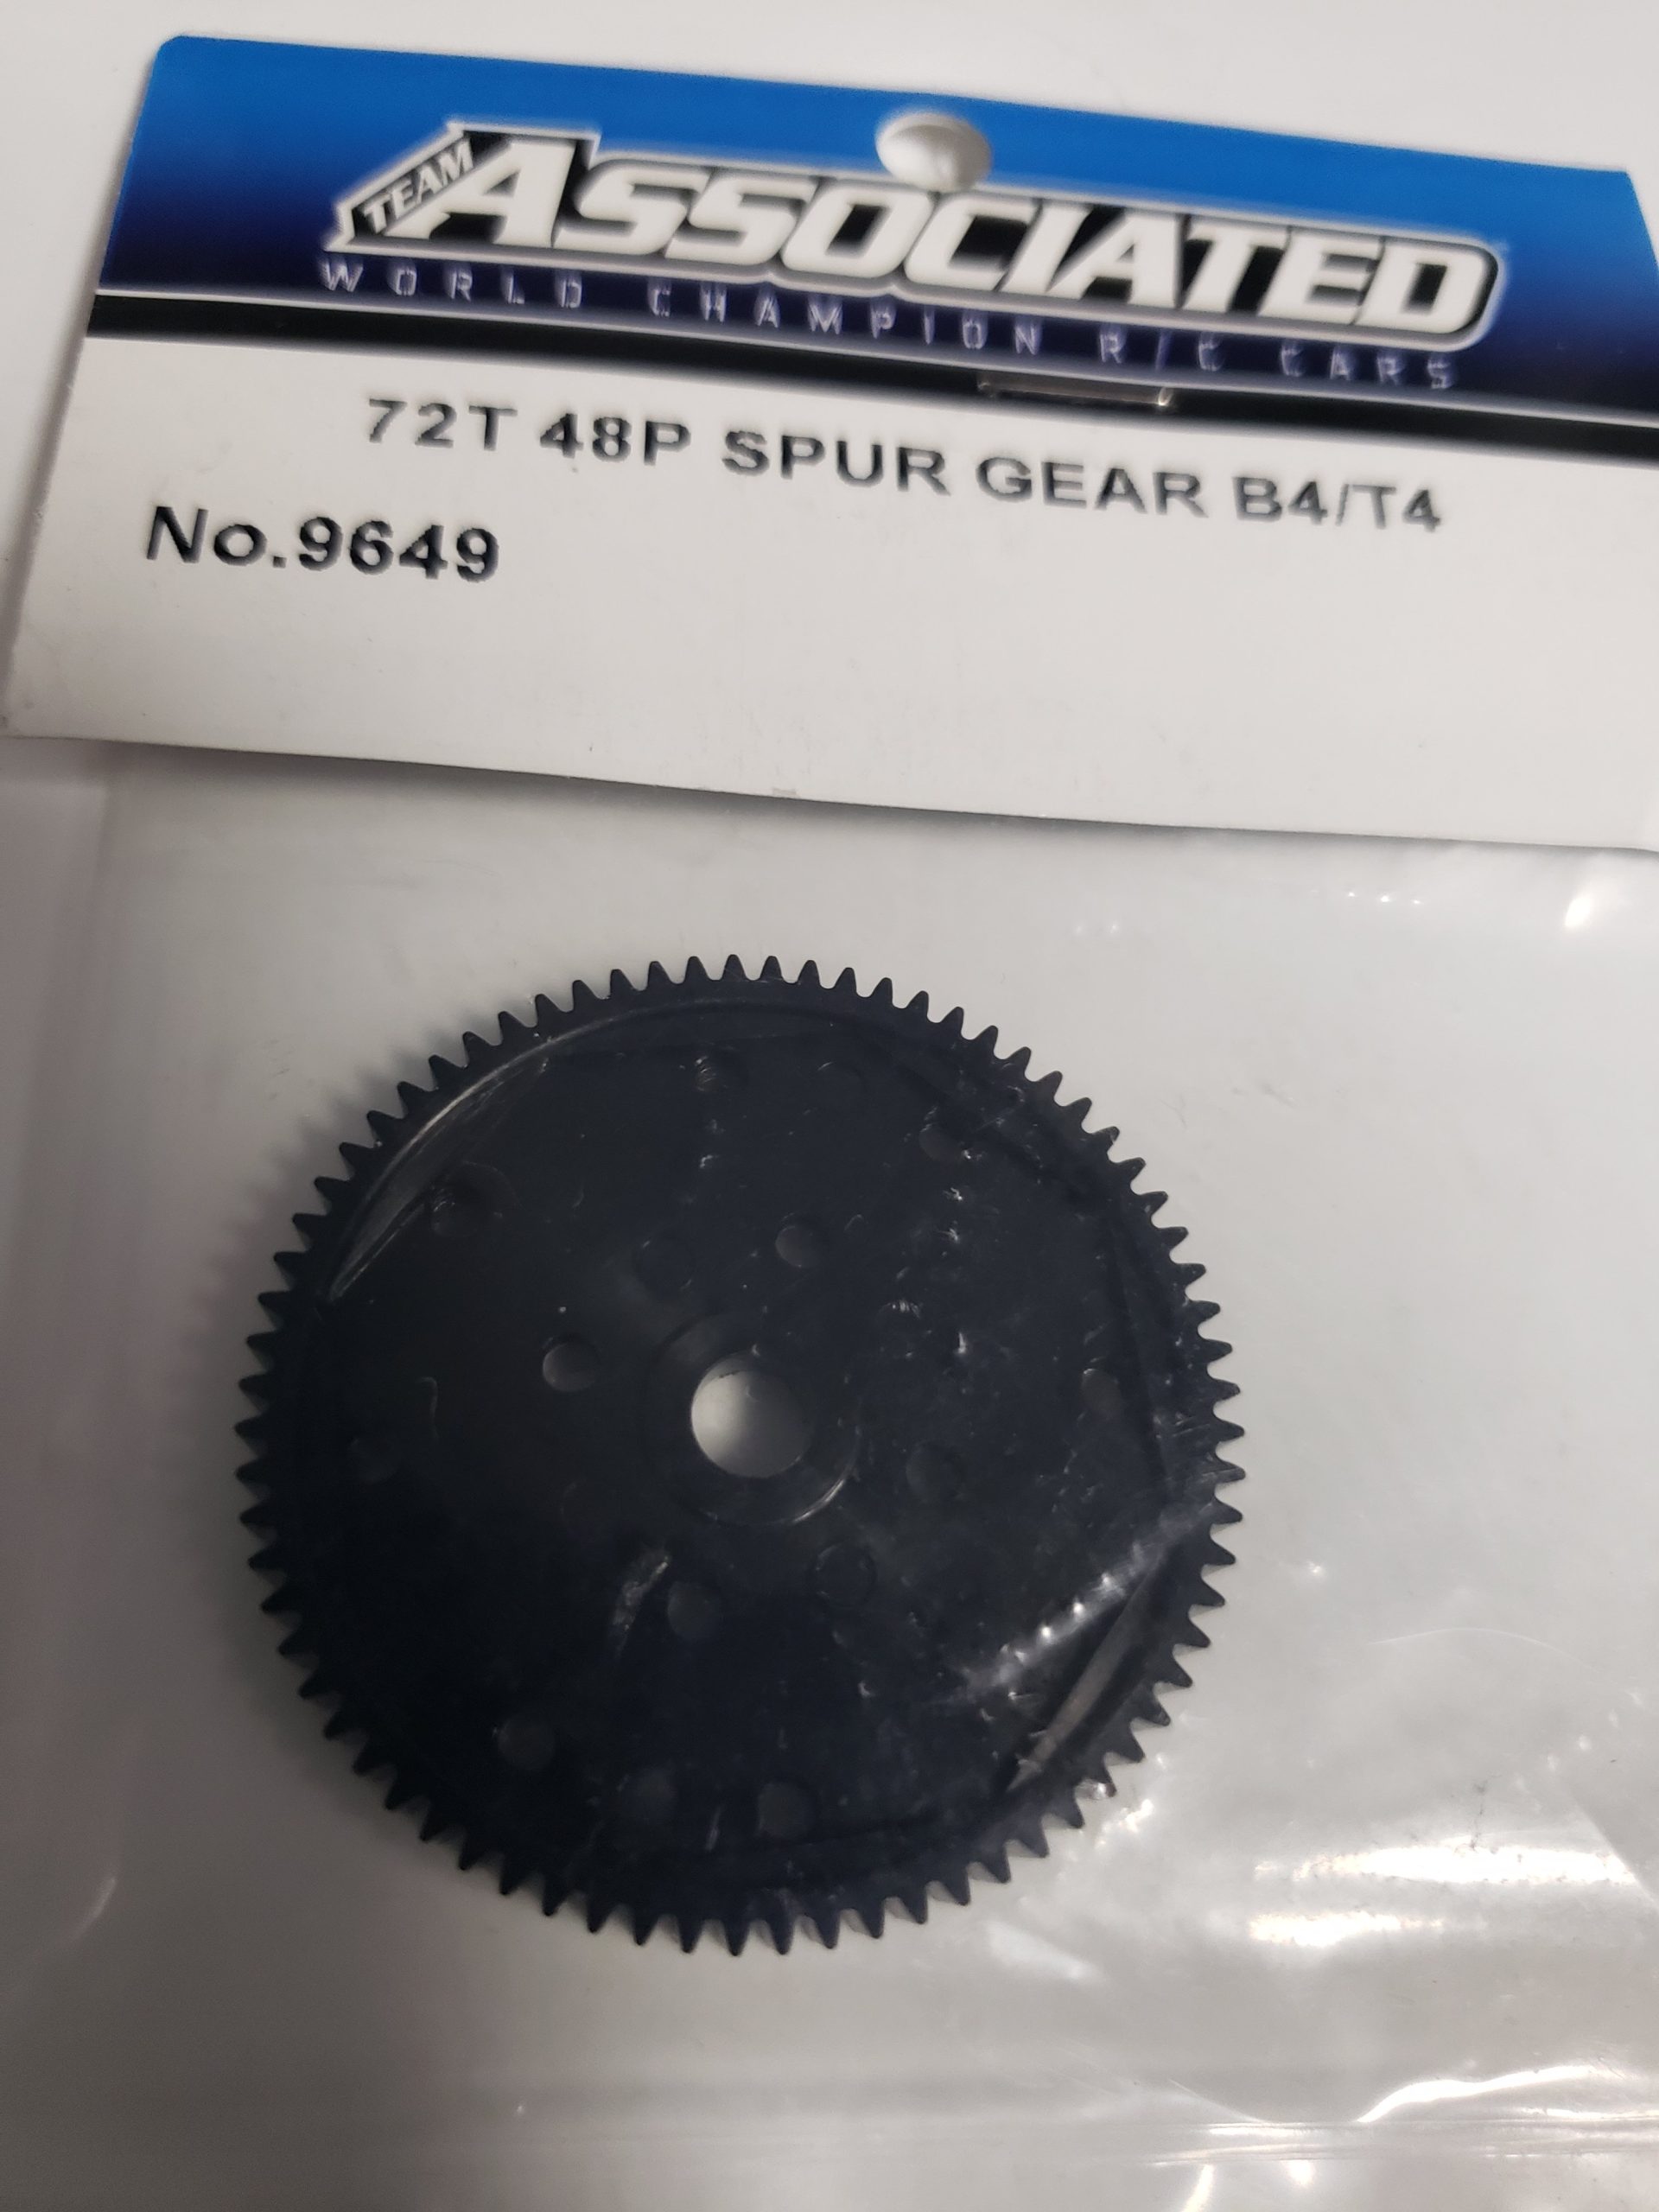 TEAM ASSOCIATED
WORLD CHAMPION R/C CARS
72T 48P SPUR GEAR B4/T4
No.9649